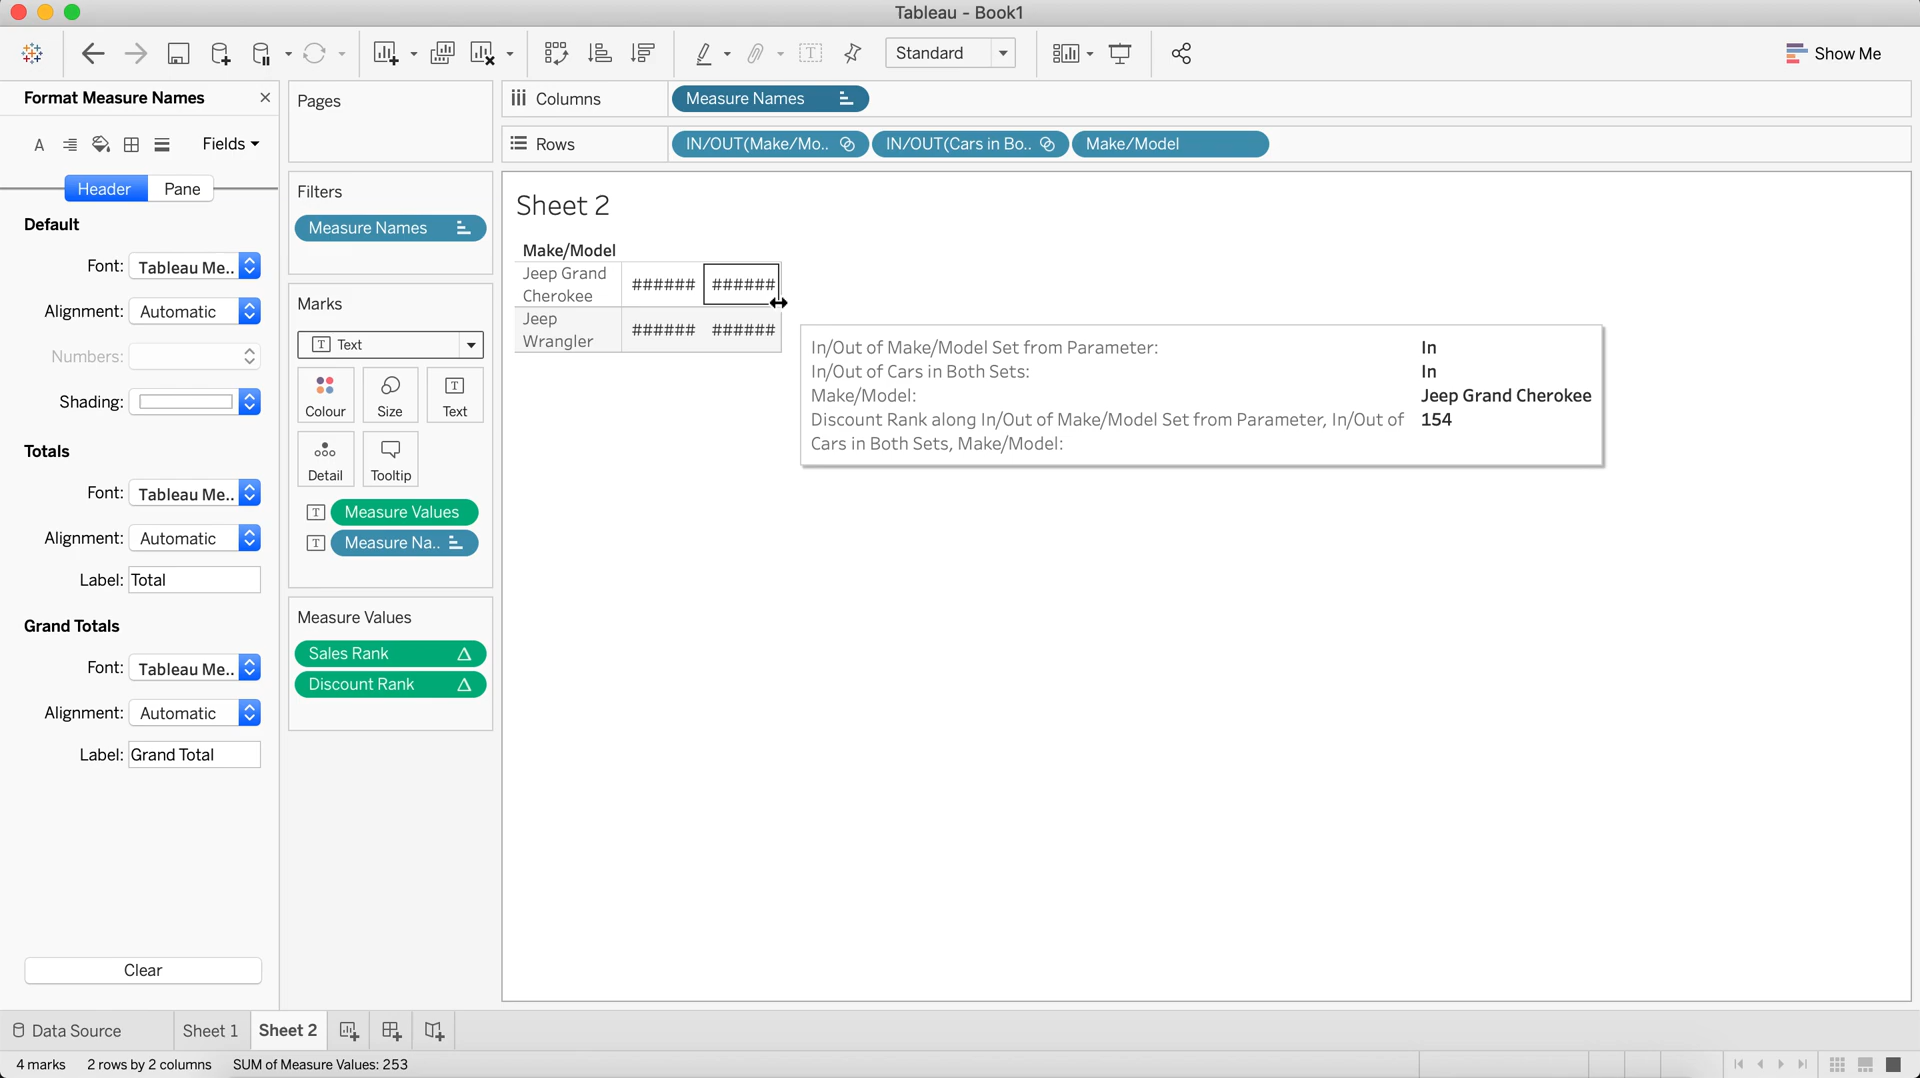 Tableau - Book1
Standard
Show Me
Format Measure Names
Fields
Header
Pane
Default
Font: Tableau Me..
Alignment: Automatic
Numbers:
Shading:
Totals
Font: Tableau Me..
Alignment: Automatic
Label: Total
Grand Totals
Font: Tableau Me..
Alignment: Automatic
Label: Grand Total
Clear
Pages
Filters
Measure Names
Marks
T Text
Colour
Size
T Text
Detail
Tooltip
T Measure Values
T Measure Na..
Measure Values
Sales Rank
Discount Rank
Columns
Measure Names
Rows
IN/OUT(Make/Mo..
IN/OUT(Cars in Bo..
Make/Model
Sheet 2
Make/Model
Jeep Grand Cherokee
###### ######
Jeep Wrangler
###### ######
In/Out of Make/Model Set from Parameter: In
In/Out of Cars in Both Sets: In
Make/Model: Jeep Grand Cherokee
Discount Rank along In/Out of Make/Model Set from Parameter, In/Out of 154
Cars in Both Sets, Make/Model:
Data Source
Sheet 1
Sheet 2
4 marks
2 rows by 2 columns
SUM of Measure Values: 253